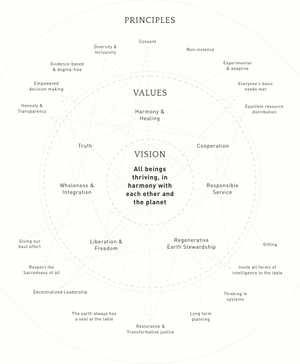 PRINCIPLES
Consent
Diversity &
Inclusivity
Non-violence
Evidence-based
& dogma-free
Experimental
& adaptive
Empowered
decision making
Everyone's basic
needs met
Honesty &
Transparency
Equitable resource
distribution
VALUES
Harmony &
Healing
Truth
Cooperation
VISION
All beings
thriving, in
harmony with
each other and
the planet
Wholeness &
Integration
Responsible
Service
Liberation &
Freedom
Regenerative
Earth Stewardship
Giving our
best effort
Gifting
Respect the
Sacredness of all
Invite all forms of
intelligence to the table
Decentralized Leadership
Thinking in
systems
The earth always has
a seat at the table
Long term
planning
Restorative &
Transformative justice